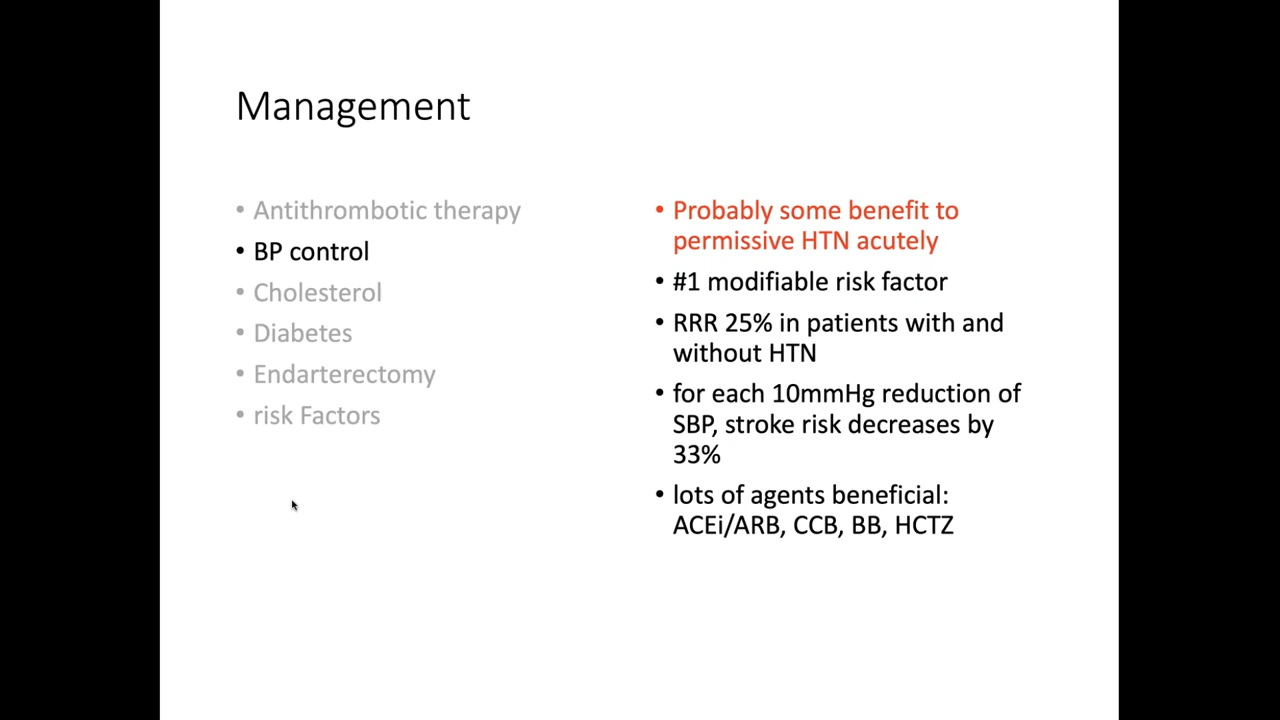 Management
• Antithrombotic therapy
• BP control
• Cholesterol
• Diabetes
• Endarterectomy
• risk Factors
• Probably some benefit to
permissive HTN acutely
• #1 modifiable risk factor
• RRR 25% in patients with and
without HTN
• for each 10mmHg reduction of
SBP, stroke risk decreases by
33%
• lots of agents beneficial:
ACEi/ARB, CCB, BB, HCTZ